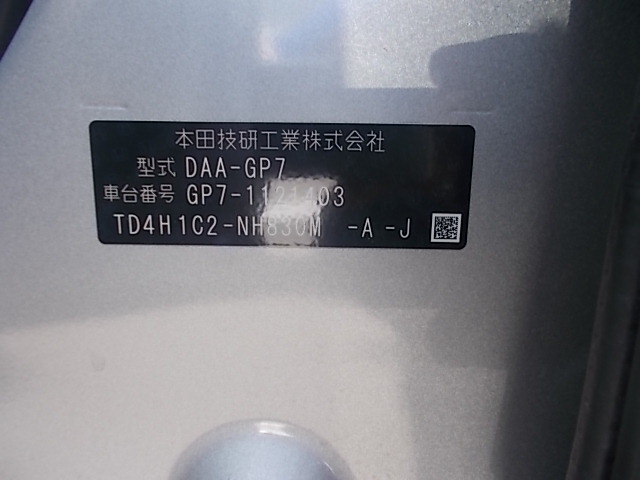 本田技研工業株式会社
型式 DAA-GP7
車台番号 GP7-1121403
TD4H1C2-NH830M -A-J